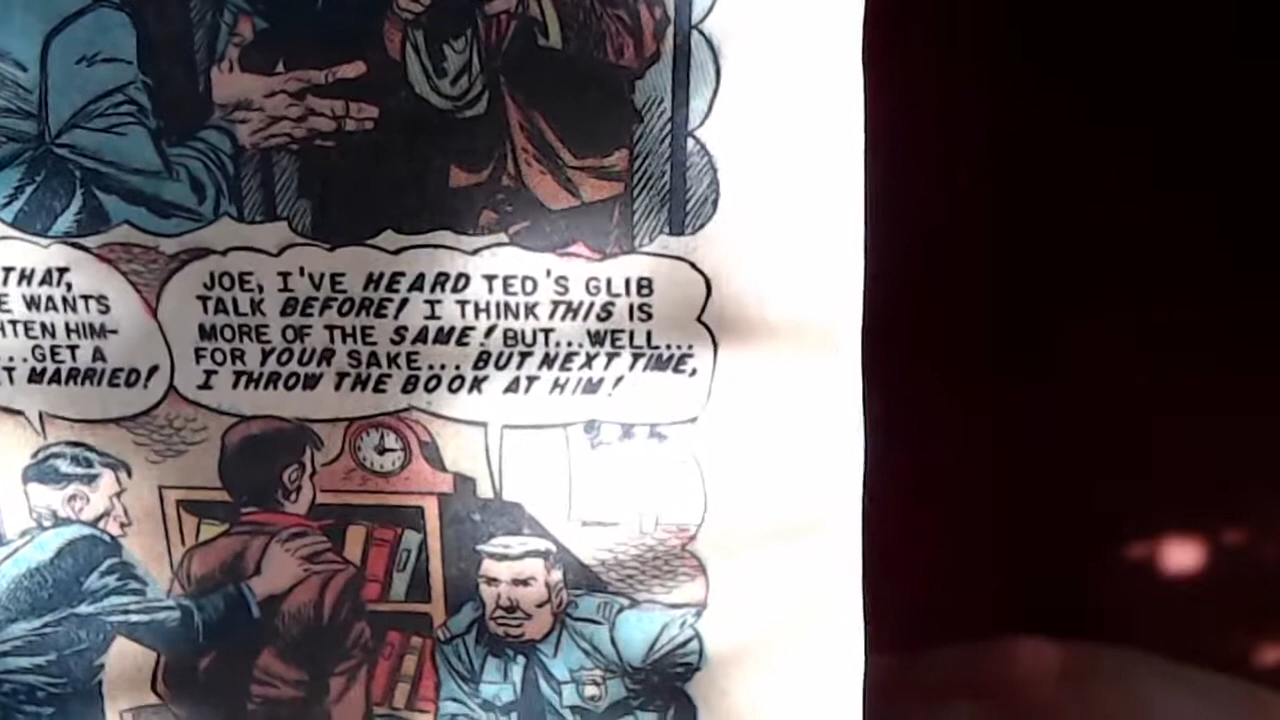 THAT,
WANTS
HIM-
...GET A
MARRIED!
JOE, I'VE HEARD TED'S GLIB
TALK BEFORE! I THINK THIS IS
MORE OF THE SAME! BUT...WELL...
FOR YOUR SAKE... BUT NEXT TIME,
I THROW THE BOOK AT HIM!